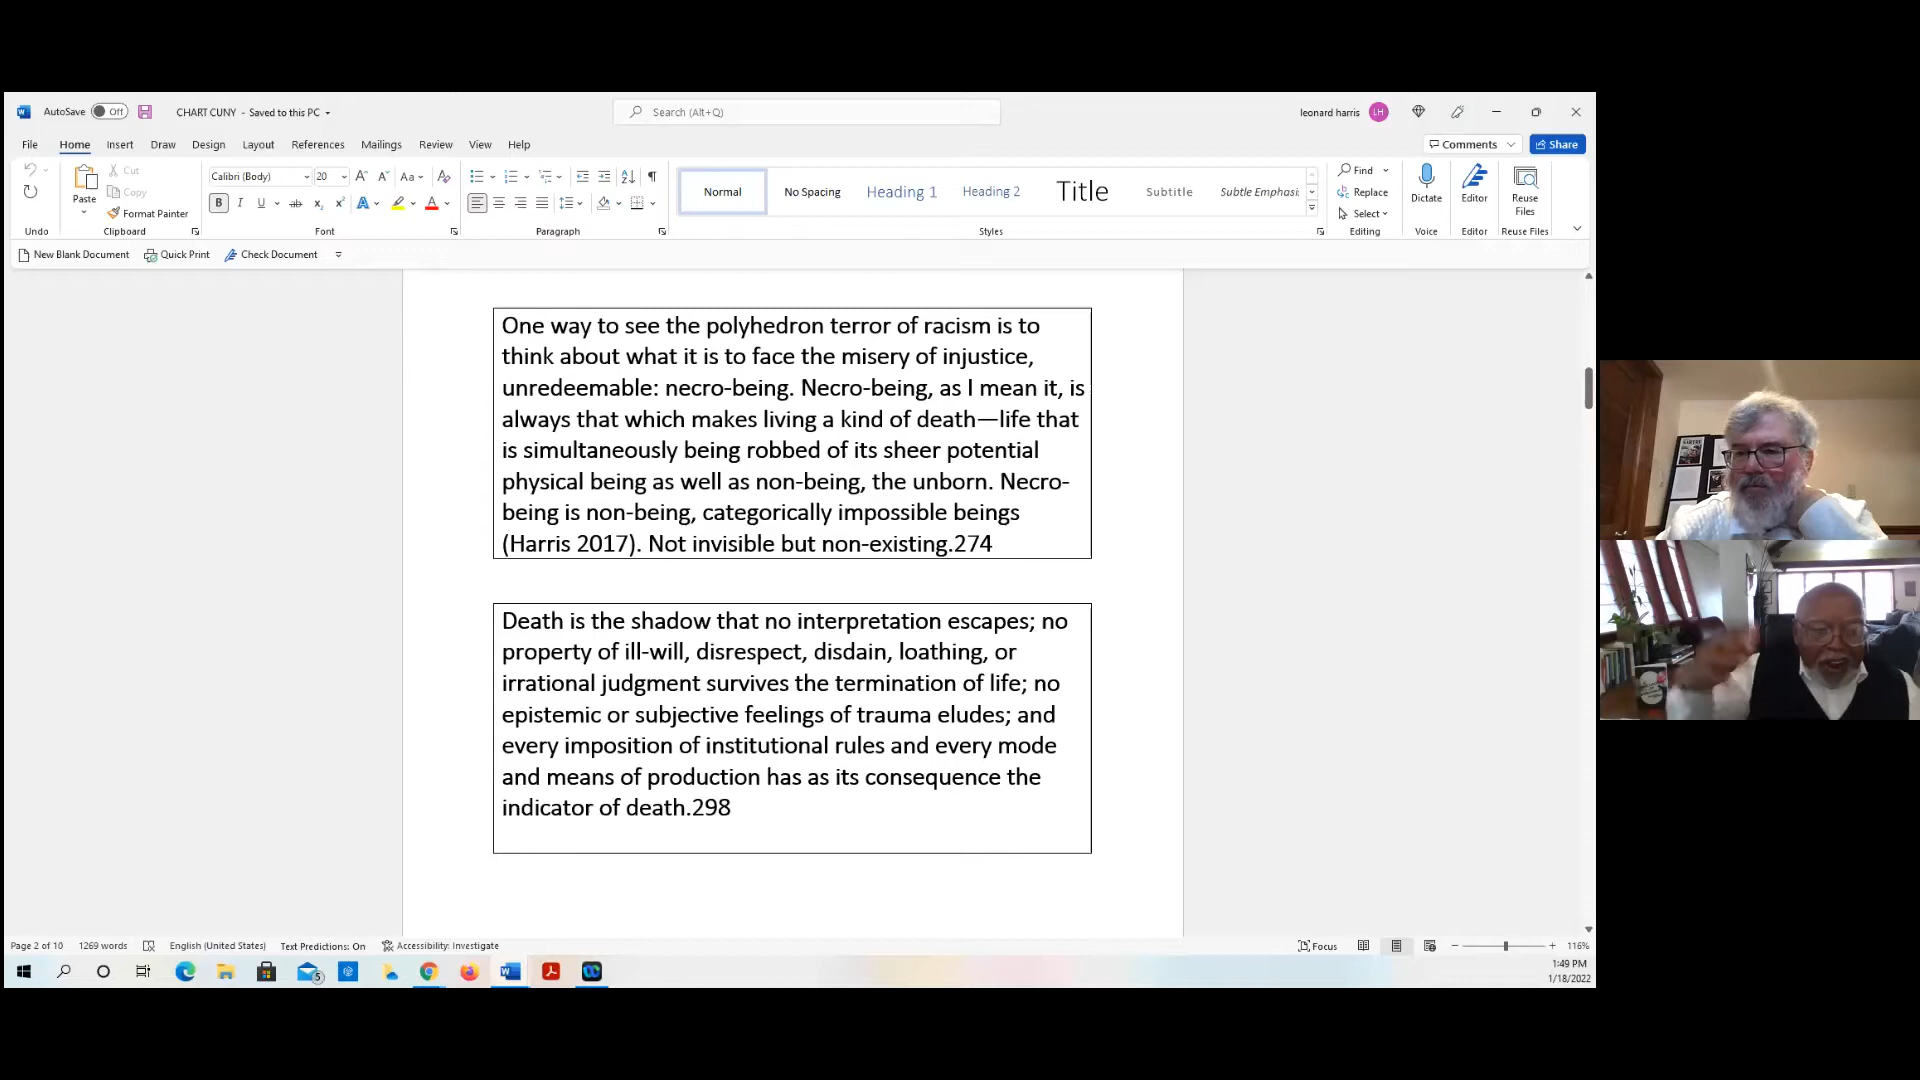 AutoSave Off CHART CUNY - Saved to this PC Search (Alt+Q) leonard harris LH
File Home Insert Draw Design Layout References Mailings Review View Help Comments Share
Paste Cut Copy Format Painter
Calibri (Body) 20 Aa
Normal No Spacing Heading 1 Heading 2 Title Subtitle Subtle Emphasi
Find Replace Select
Dictate Editor Reuse Files
Undo Clipboard Font Paragraph Styles Editing Voice Editor Reuse Files
New Blank Document Quick Print Check Document
One way to see the polyhedron terror of racism is to
think about what it is to face the misery of injustice,
unredeemable: necro-being. Necro-being, as I mean it, is
always that which makes living a kind of death—life that
is simultaneously being robbed of its sheer potential
physical being as well as non-being, the unborn. Necro-
being is non-being, categorically impossible beings
(Harris 2017). Not invisible but non-existing.274
Death is the shadow that no interpretation escapes; no
property of ill-will, disrespect, disdain, loathing, or
irrational judgment survives the termination of life; no
epistemic or subjective feelings of trauma eludes; and
every imposition of institutional rules and every mode
and means of production has as its consequence the
indicator of death.298
SARTRE
Page 2 of 10 1269 words English (United States) Text Predictions: On Accessibility: Investigate Focus 116%
5
1:49 PM
1/18/2022